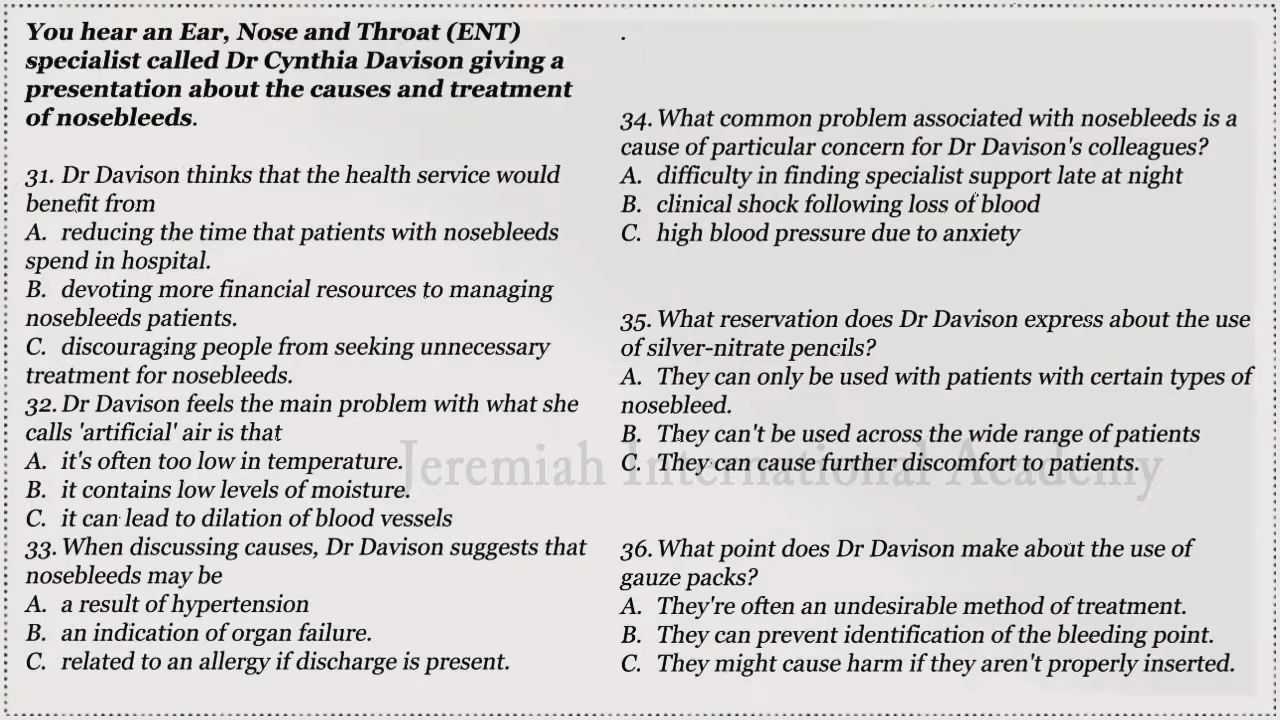 You hear an Ear, Nose and Throat (ENT)
specialist called Dr Cynthia Davison giving a
presentation about the causes and treatment
of nosebleeds.
31. Dr Davison thinks that the health service would
benefit from
A. reducing the time that patients with nosebleeds
spend in hospital.
B. devoting more financial resources to managing
nosebleeds patients.
C. discouraging people from seeking unnecessary
treatment for nosebleeds.
32. Dr Davison feels the main problem with what she
calls 'artificial' air is that
A. it's often too low in temperature.
B. it contains low levels of moisture.
C. it can lead to dilation of blood vessels
33. When discussing causes, Dr Davison suggests that
nosebleeds may be
A. a result of hypertension
B. an indication of organ failure.
C. related to an allergy if discharge is present.
.
34. What common problem associated with nosebleeds is a
cause of particular concern for Dr Davison's colleagues?
A. difficulty in finding specialist support late at night
B. clinical shock following loss of blood
C. high blood pressure due to anxiety
35. What reservation does Dr Davison express about the use
of silver-nitrate pencils?
A. They can only be used with patients with certain types of
nosebleed.
B. They can't be used across the wide range of patients
C. They can cause further discomfort to patients.
36. What point does Dr Davison make about the use of
gauze packs?
A. They're often an undesirable method of treatment.
B. They can prevent identification of the bleeding point.
C. They might cause harm if they aren't properly inserted.
Jeremiah International Academy